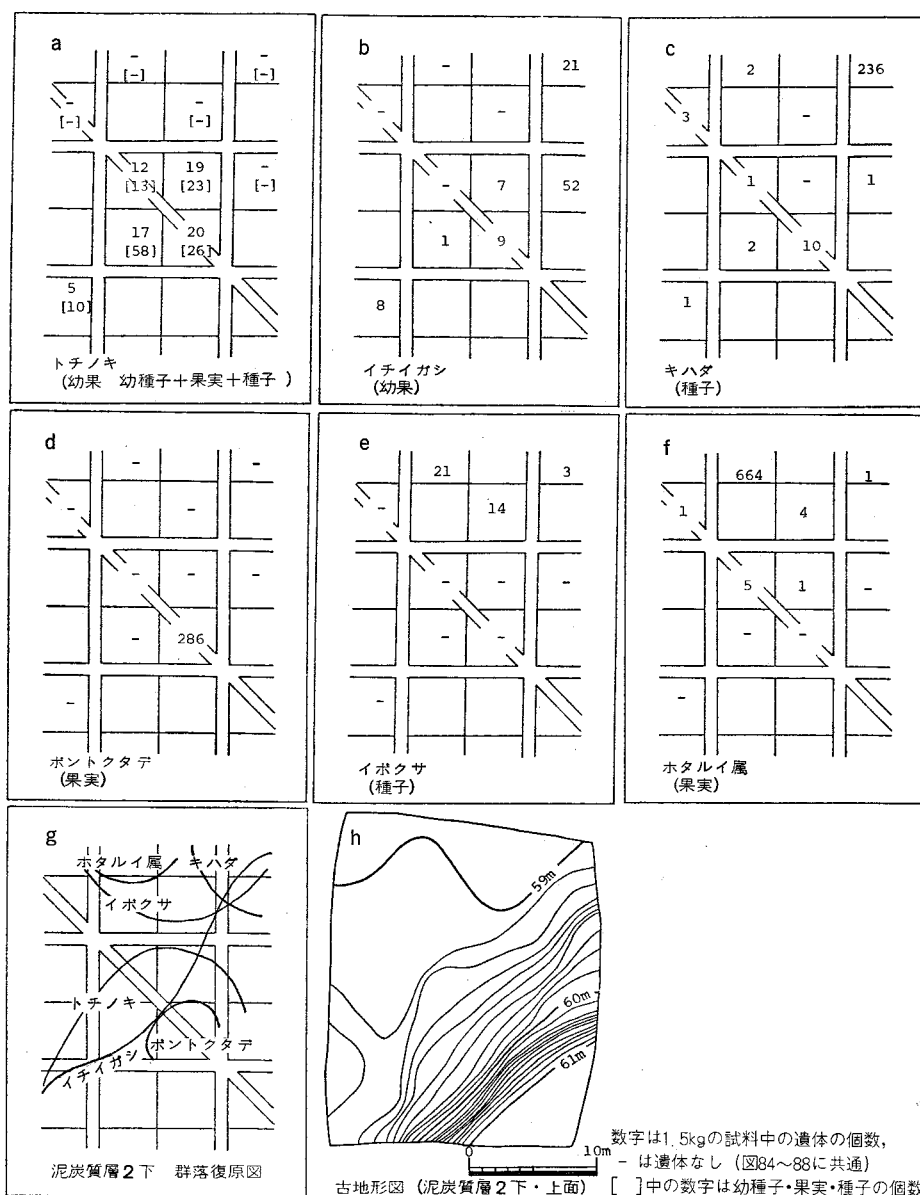 a
- -
[-] [-]
- -
[-] [-]
12 19 -
[13] [23] [-]
17 20
[58] [26]
5
[10]
トチノキ
(幼果 幼種子+果実+種子)
b
- 21
- -
- 7 52
1 9
8
イチイガシ
(幼果)
c
2 236
3 -
1 - 1
2 10
1
キハダ
(種子)
d
- -
- -
- - -
- 286
-
ポントクタデ
(果実)
e
21 3
- 14
- - -
- -
-
イボクサ
(種子)
f
664 1
1 4
5 1 -
- -
-
ホタルイ属
(果実)
g
ホタルイ属 キハダ
イボクサ
トチノキ
ポントクタデ
イチイガシ
泥炭質層2下 群落復原図
h
59m
60m
61m
0 10m
古地形図(泥炭質層2下・上面)
数字は1.5kgの試料中の遺体の個数,
-は遺体なし(図84~88に共通)
[ ]中の数字は幼種子・果実・種子の個数